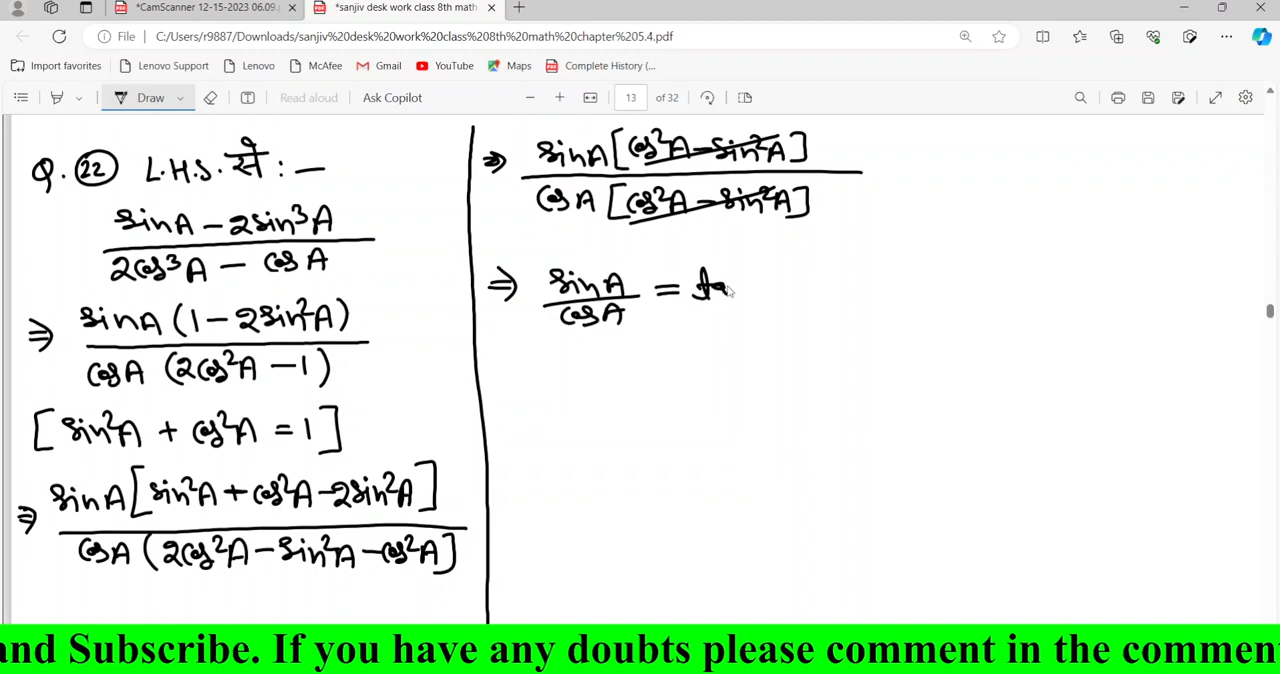 *CamScanner 12-15-2023 06.09.
*sanjiv desk work class 8th math
File
C:/Users/r9887/Downloads/sanjiv%20desk%20work%20class%208th%20math%20chapter%205.4.pdf
Import favorites
Lenovo Support
Lenovo
McAfee
Gmail
YouTube
Maps
Complete History (...
Draw
Read aloud
Ask Copilot
13 of 32
Q. 22 L.H.S. से : —
sinA - 2sin³A
2cos³A - cosA
⇒ sinA (1 - 2sin²A)
cosA (2cos²A - 1)
[sin²A + cos²A = 1]
⇒ sinA [sin²A + cos²A - 2sin²A]
cosA (2cos²A - sin²A - cos²A]
⇒ sinA [cos²A - sin²A]
cosA [cos²A - sin²A]
⇒ sinA =
cosA
and Subscribe. If you have any doubts please comment in the commen